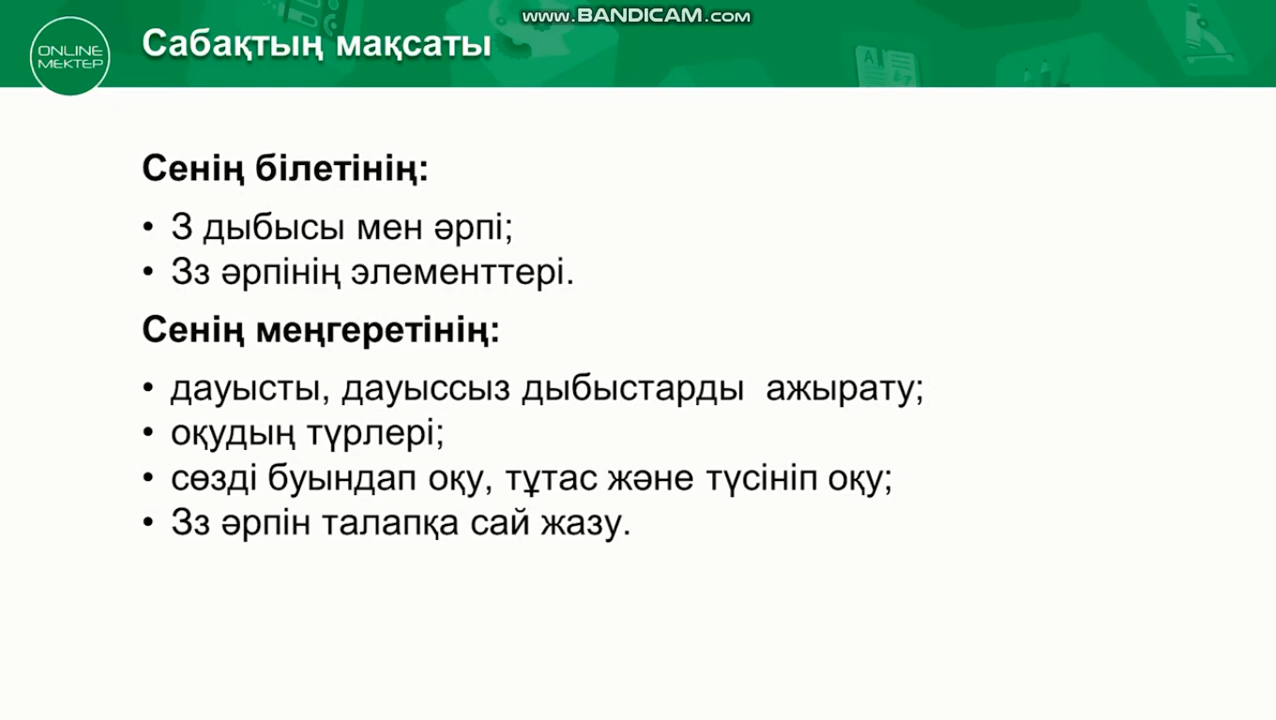 www.BANDICAM.com
ONLINE
МЕКТЕР
Сабақтың мақсаты
Сенің білетінің:
• З дыбысы мен әрпі;
• Зз әрпінің элементтері.
Сенің меңгеретінің:
• дауысты, дауыссыз дыбыстарды ажырату;
• оқудың түрлері;
• сөзді буындап оқу, тұтас және түсініп оқу;
• Зз әрпін талапқа сай жазу.